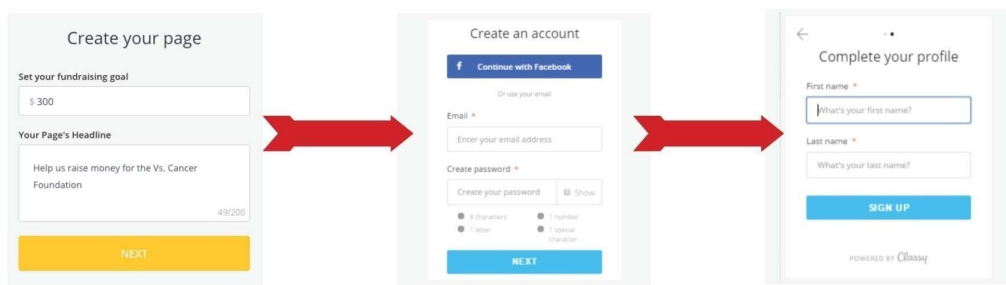 Create your page
Set your fundraising goal
$ 300
Your Page's Headline
Help us raise money for the Vs. Cancer
Foundation
49/200
NEXT
Create an account
f Continue with Facebook
Or use your email
Email *
Enter your email address
Create password *
Create your password Show
8 characters 1 number
1 letter 1 special
character
NEXT
Complete your profile
First name *
What's your first name?
Last name *
What's your last name?
SIGN UP
POWERED BY Classy